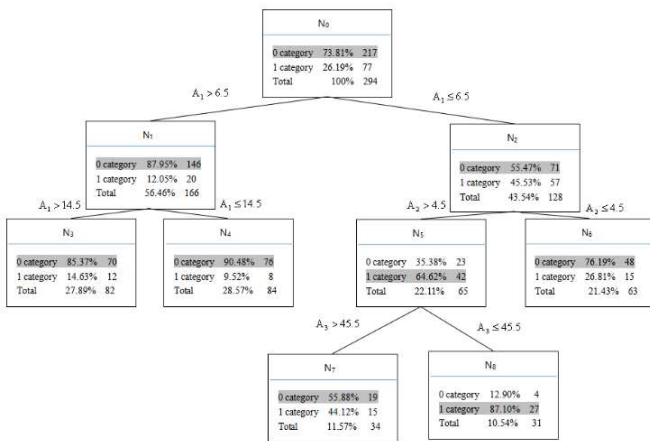 N₀
0 category 73.81% 217
1 category 26.19% 77
Total 100% 294
A₁ > 6.5
A₁ ≤ 6.5
N₁
0 category 87.95% 146
1 category 12.05% 20
Total 56.46% 166
N₂
0 category 55.47% 71
1 category 45.53% 57
Total 43.54% 128
A₁ > 14.5
A₁ ≤ 14.5
A₂ > 4.5
A₂ ≤ 4.5
N₃
0 category 85.37% 70
1 category 14.63% 12
Total 27.89% 82
N₄
0 category 90.48% 76
1 category 9.52% 8
Total 28.57% 84
N₅
0 category 35.38% 23
1 category 64.62% 42
Total 22.11% 65
N₆
0 category 76.19% 48
1 category 26.81% 15
Total 21.43% 63
A₃ > 45.5
A₃ ≤ 45.5
N₇
0 category 55.88% 19
1 category 44.12% 15
Total 11.57% 34
N₈
0 category 12.90% 4
1 category 87.10% 27
Total 10.54% 31